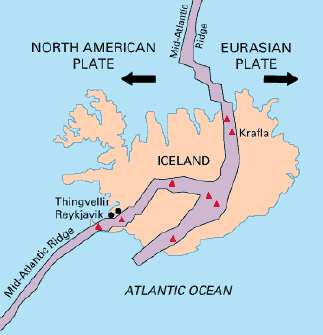 NORTH AMERICAN
PLATE
Mid-Atlantic
Ridge
EURASIAN
PLATE
Krafla
ICELAND
Thingvellir
Reykjavik
Mid-Atlantic Ridge
ATLANTIC OCEAN